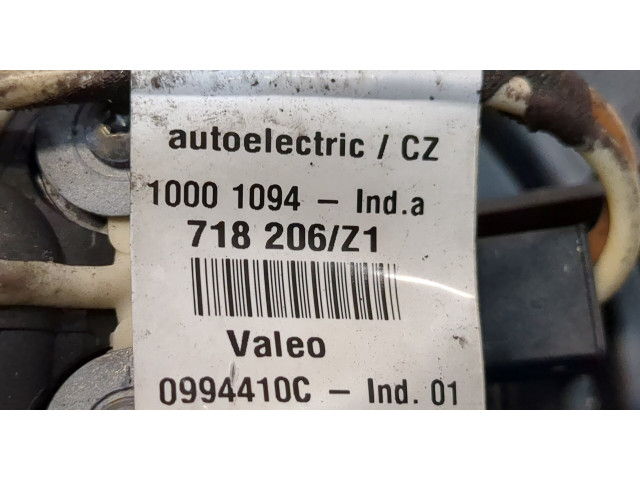 autoelectric / CZ
1000 1094 – Ind.a
718 206/Z1
Valeo
0994410C – Ind. 01